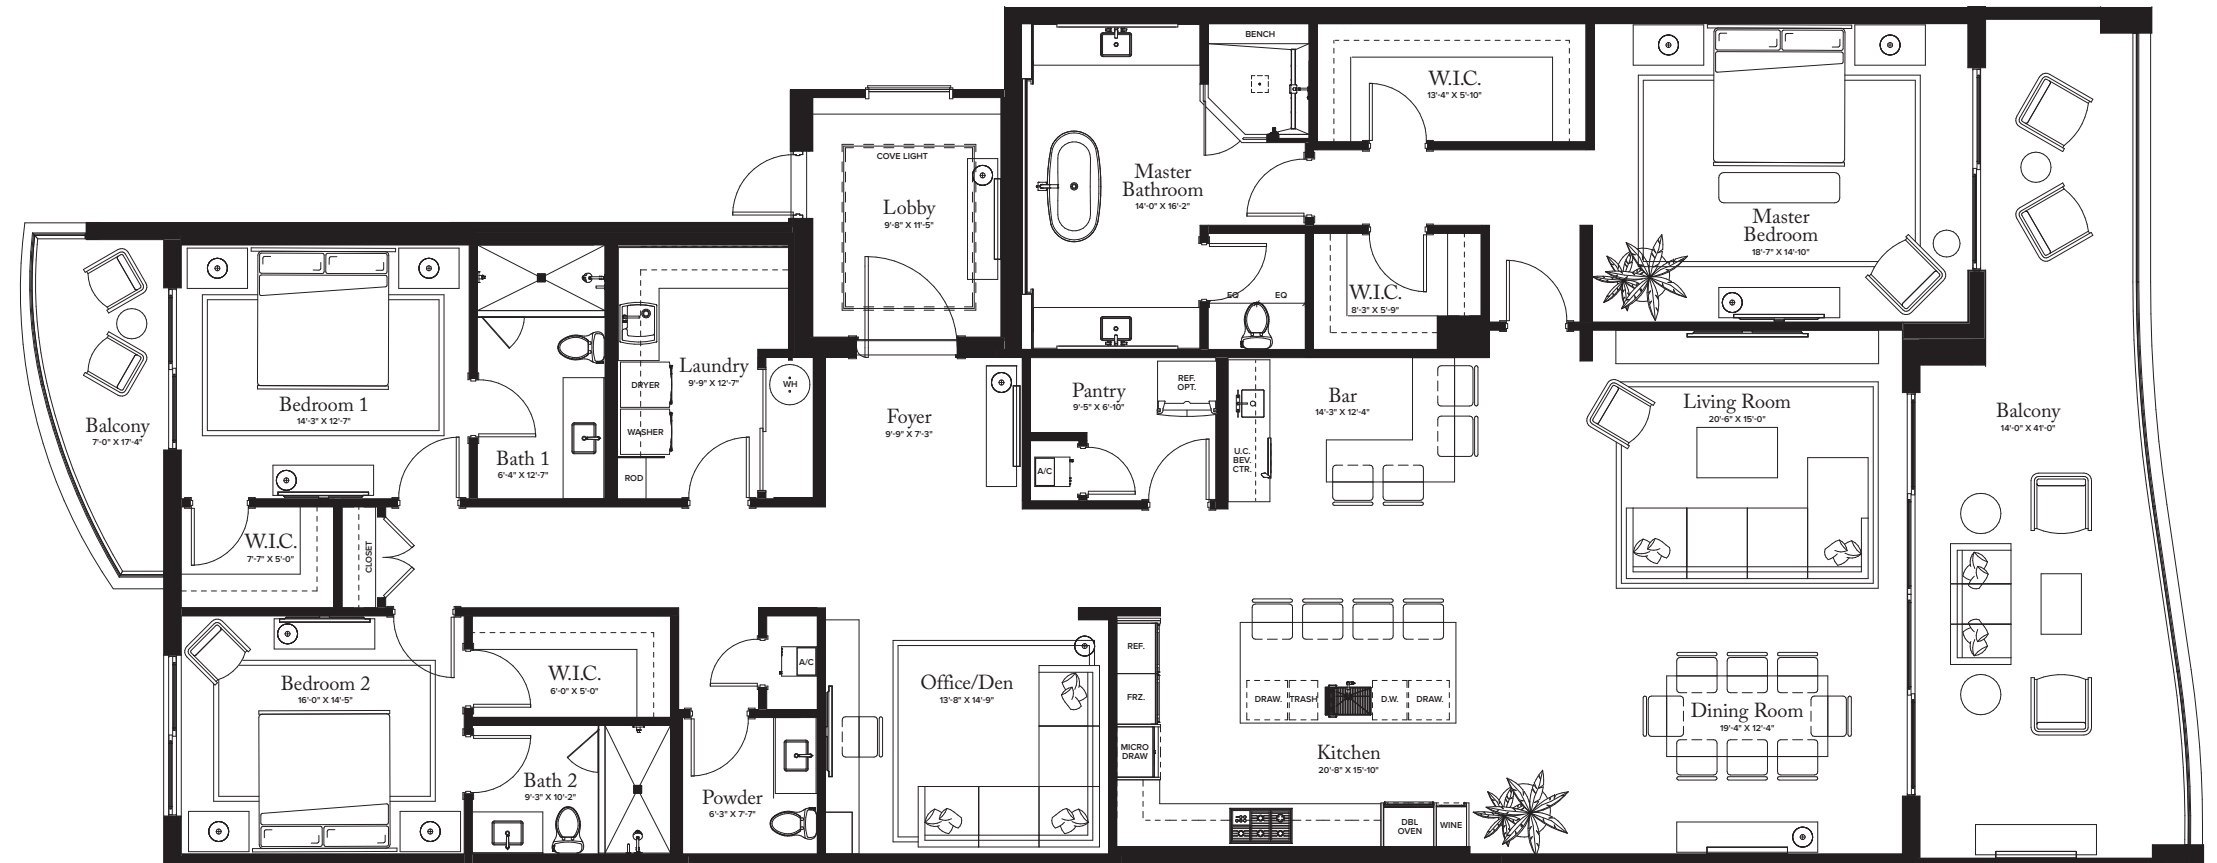 BENCH
W.I.C.
13'-4" X 5'-10"
COVE LIGHT
Lobby
9'-8" X 11'-5"
Master
Bathroom
14'-0" X 16'-2"
Master
Bedroom
18'-7" X 14'-10"
EQ EQ
W.I.C.
8'-3" X 5'-9"
Balcony
7'-0" X 17'-4"
Bedroom 1
14'-3" X 12'-7"
Bath 1
6'-4" X 12'-7"
Laundry
9'-9" X 12'-7"
DRYER
WASHER
ROD
WH
Foyer
9'-9" X 7'-3"
Pantry
9'-5" X 6'-10"
REF.
OPT.
A/C
U.C.
BEV.
CTR.
Bar
14'-3" X 12'-4"
Living Room
20'-6" X 15'-0"
Balcony
14'-0" X 41'-0"
W.I.C.
7'-7" X 5'-0"
CLOSET
Bedroom 2
16'-0" X 14'-5"
W.I.C.
6'-0" X 5'-0"
A/C
Bath 2
9'-3" X 10'-2"
Powder
6'-3" X 7'-7"
Office/Den
13'-8" X 14'-9"
REF.
FRZ.
MICRO
DRAW
DRAW. TRASH D.W. DRAW.
Kitchen
20'-8" X 15'-10"
DBL
OVEN
WINE
Dining Room
19'-4" X 12'-4"